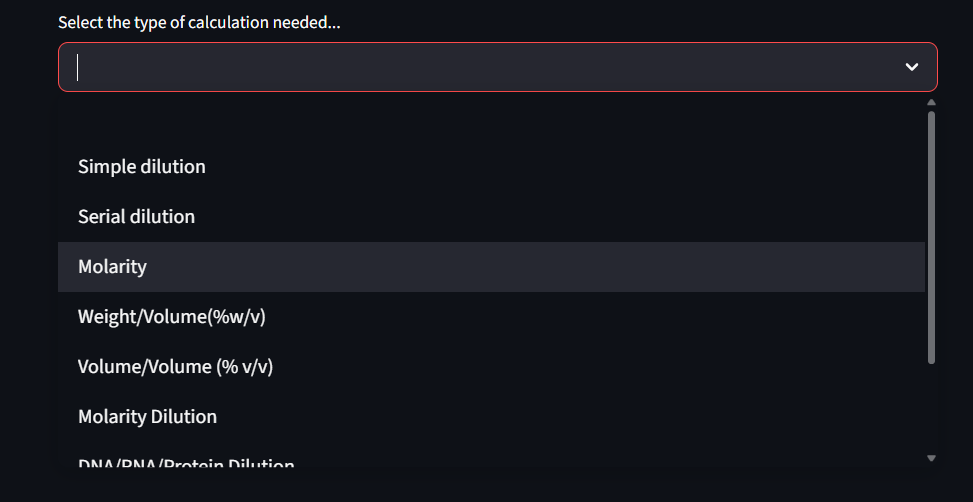 Select the type of calculation needed...
Simple dilution
Serial dilution
Molarity
Weight/Volume(%w/v)
Volume/Volume (% v/v)
Molarity Dilution
DNA/RNA/Protein Dilution